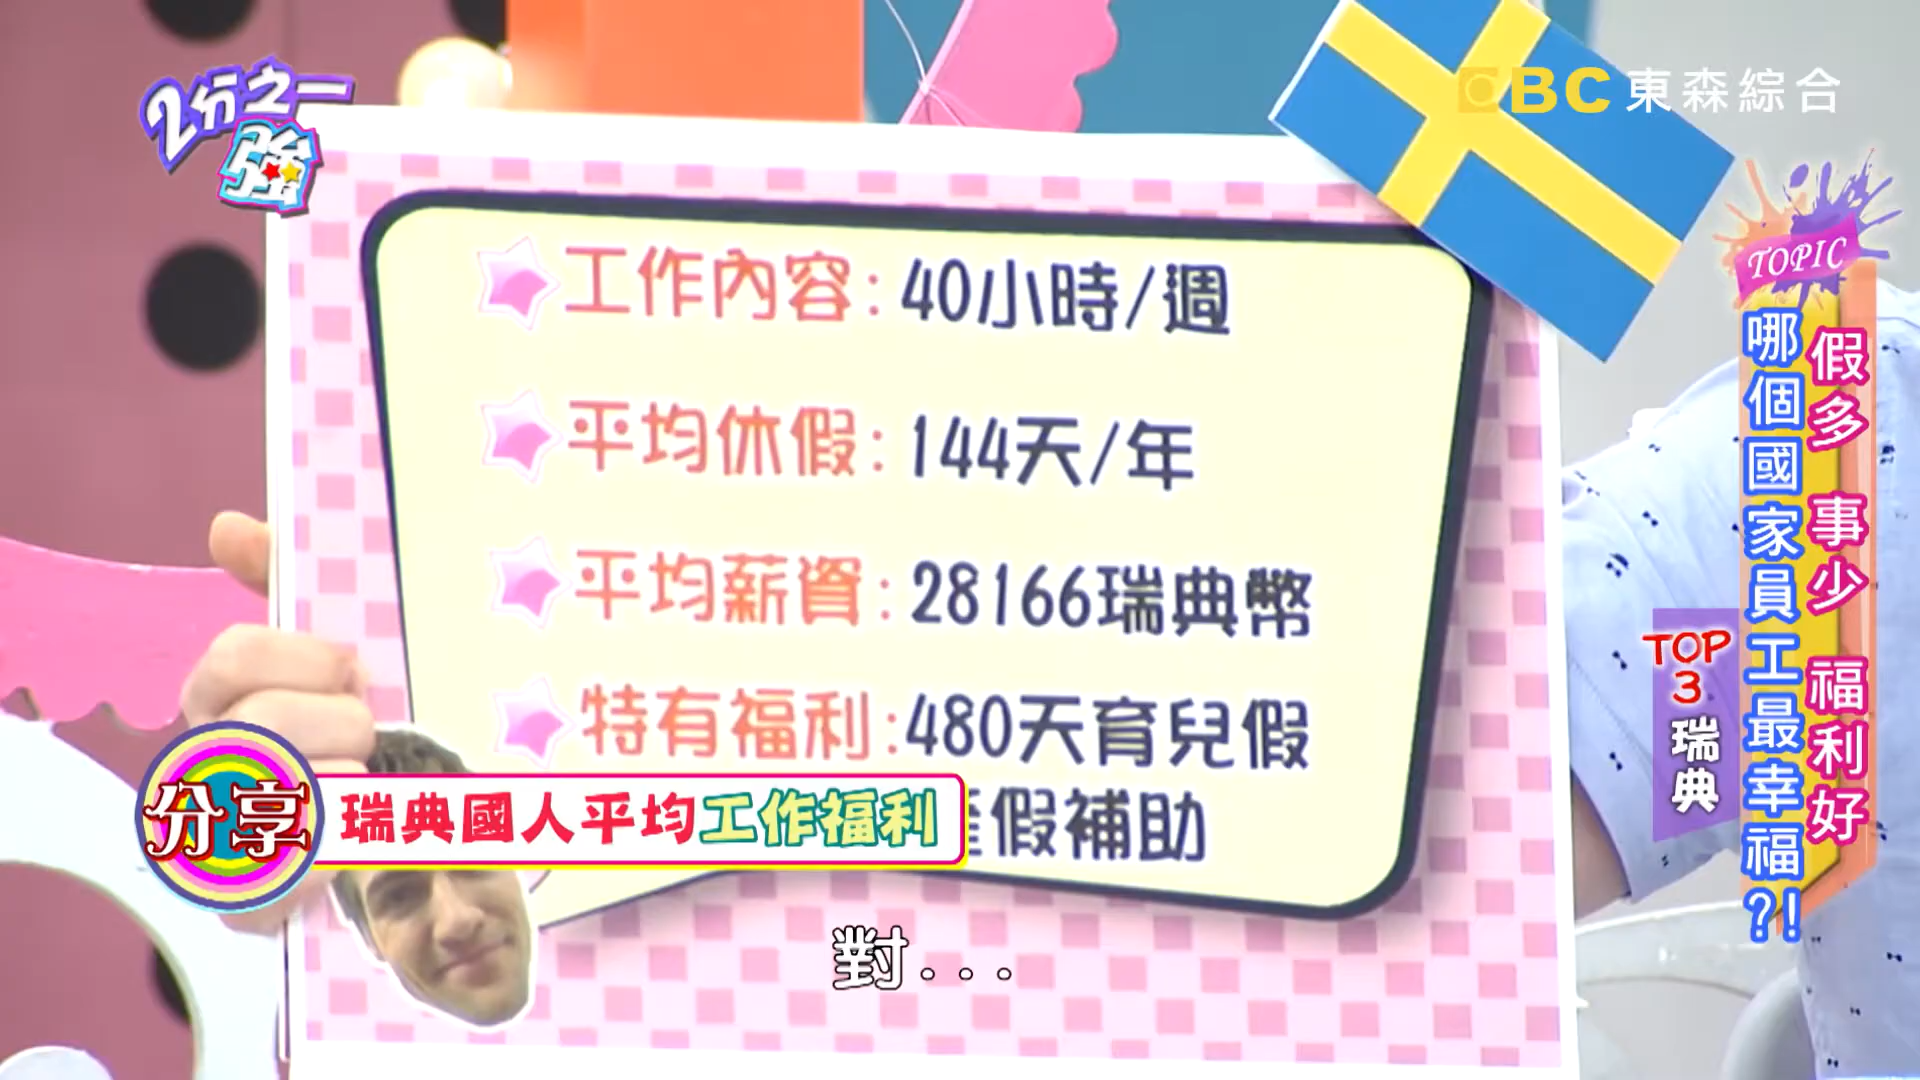 2分之一
強
EBC 東森綜合
TOPIC
假多 事少 福利好
哪個國家員工最幸福?!
TOP
3
瑞典
工作內容:40小時/週
平均休假:144天/年
平均薪資:28166瑞典幣
特有福利:480天育兒假
假補助
分享
瑞典國人平均工作福利
對...